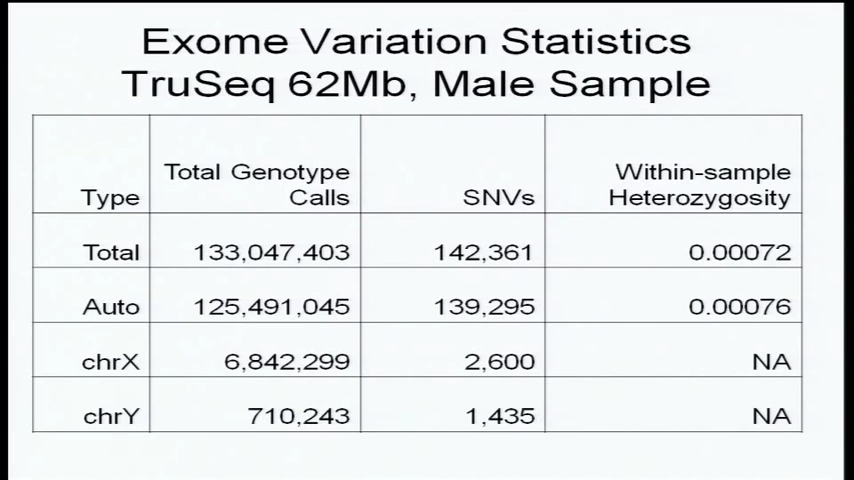 Exome Variation Statistics
TruSeq 62Mb, Male Sample
Type Total Genotype Calls SNVs Within-sample Heterozygosity
Total 133,047,403 142,361 0.00072
Auto 125,491,045 139,295 0.00076
chrX 6,842,299 2,600 NA
chrY 710,243 1,435 NA